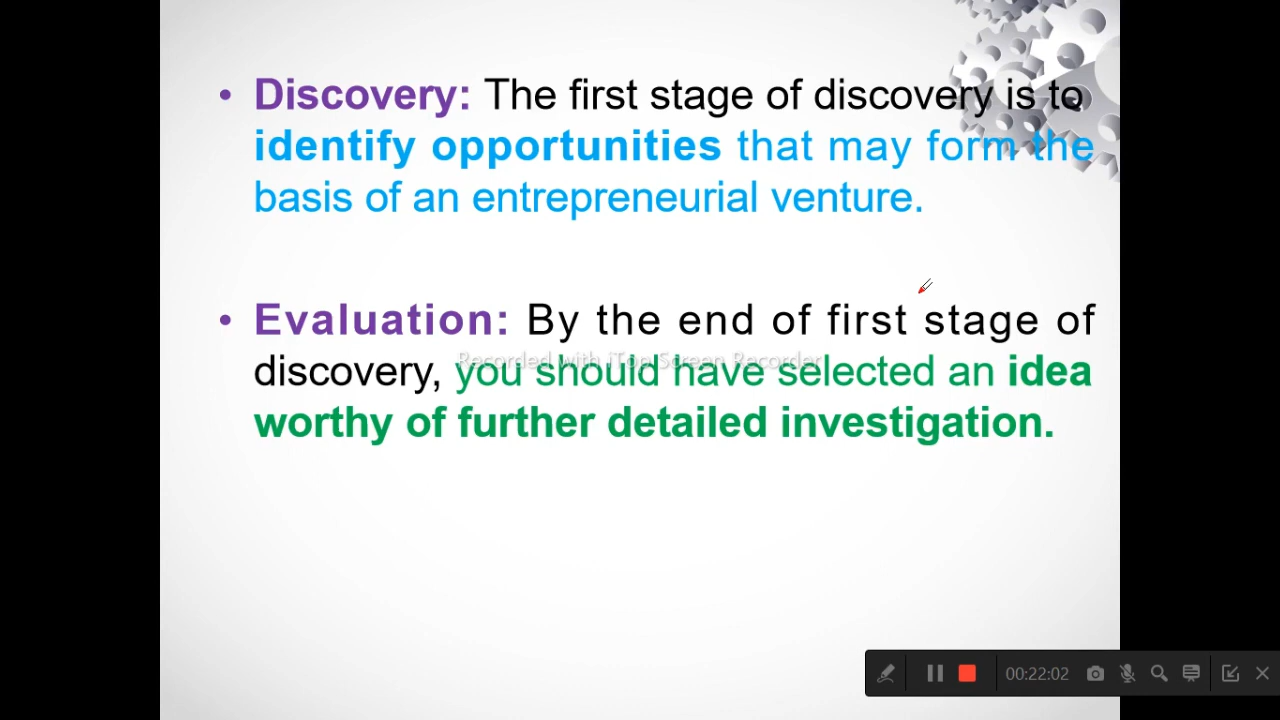 • Discovery: The first stage of discovery is to
identify opportunities that may form the
basis of an entrepreneurial venture.
• Evaluation: By the end of first stage of
Recorded with iTop Screen Recorder
discovery, you should have selected an idea
worthy of further detailed investigation.
00:22:02